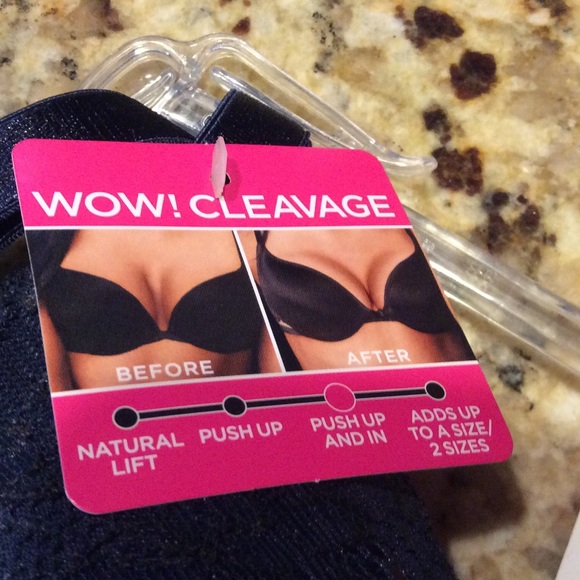 WOW! CLEAVAGE
BEFORE
AFTER
NATURAL
LIFT
PUSH UP
PUSH UP
AND IN
ADDS UP
TO A SIZE/
2 SIZES